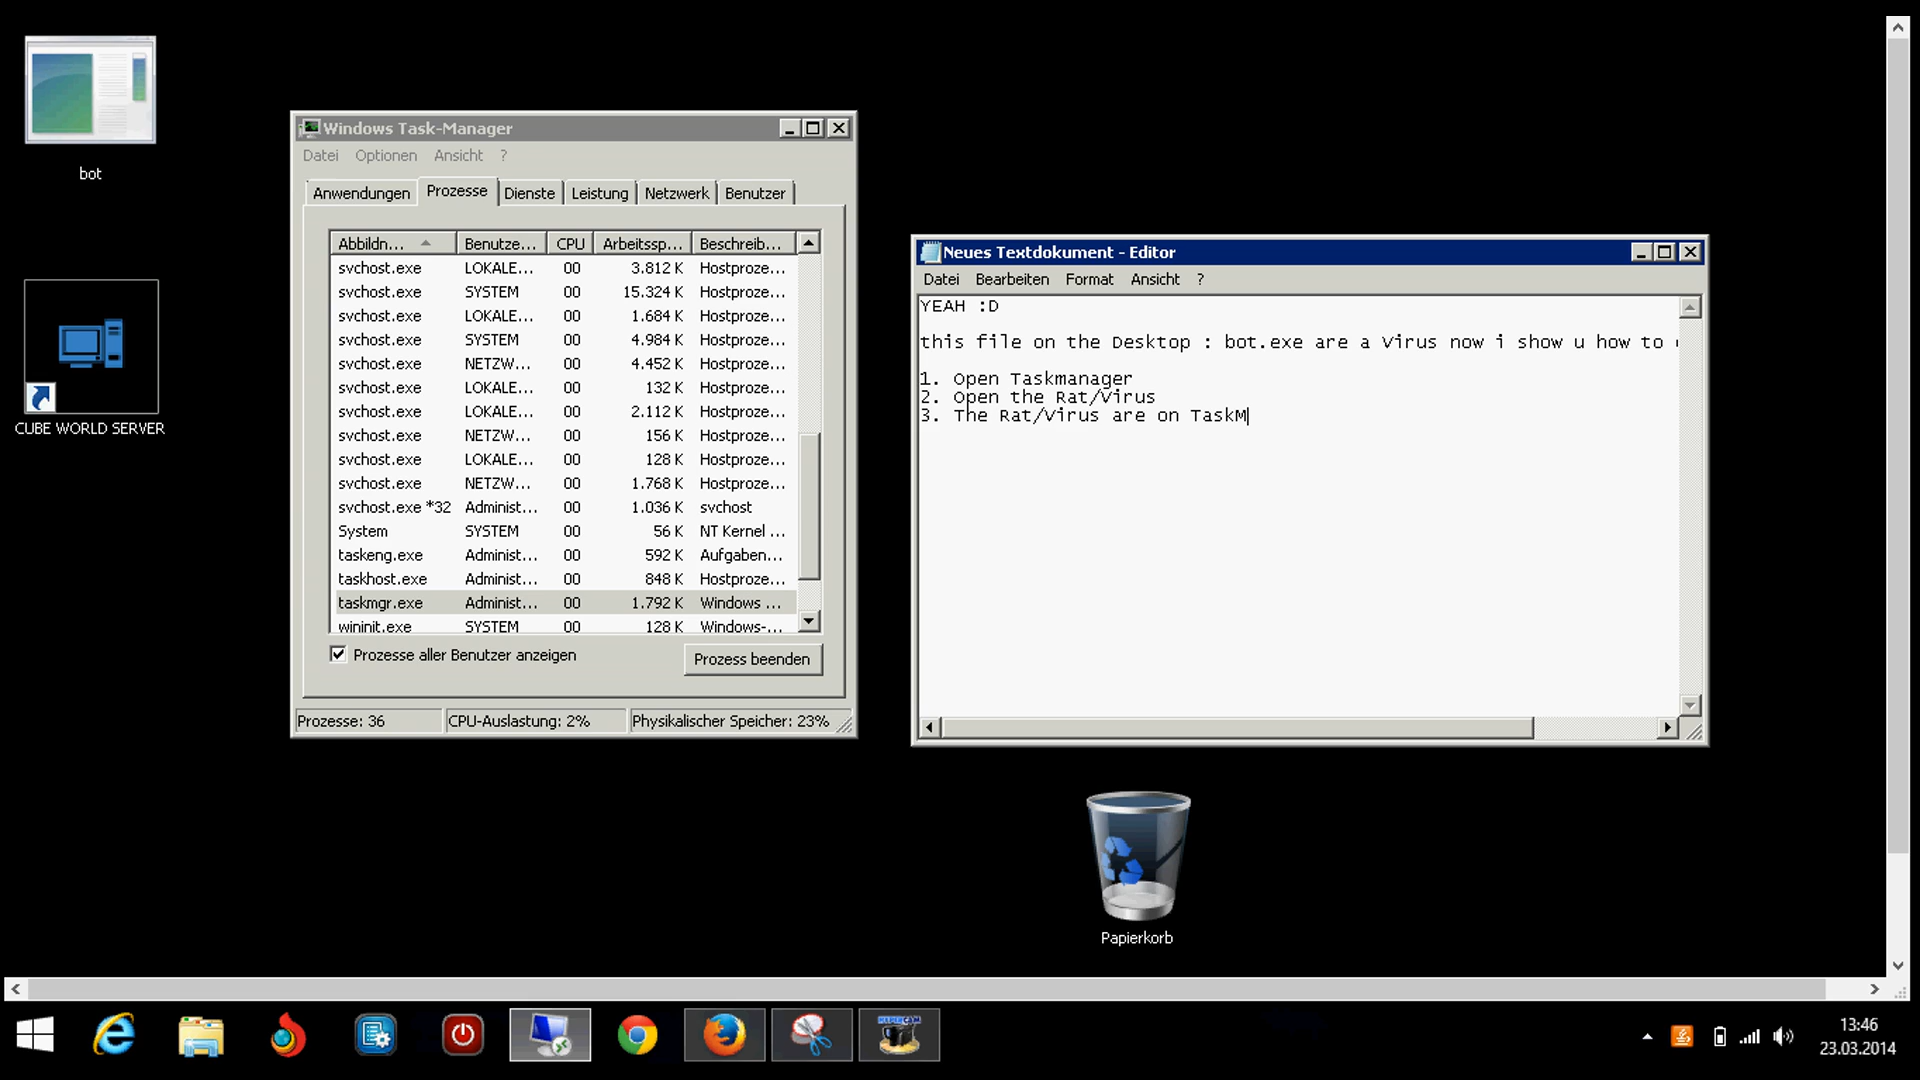 bot
CUBE WORLD SERVER
Windows Task-Manager
Datei Optionen Ansicht ?
Anwendungen Prozesse Dienste Leistung Netzwerk Benutzer
Abbildn... Benutze... CPU Arbeitssp... Beschreib...
svchost.exe LOKALE... 00 3.812 K Hostproze...
svchost.exe SYSTEM 00 15.324 K Hostproze...
svchost.exe LOKALE... 00 1.684 K Hostproze...
svchost.exe SYSTEM 00 4.984 K Hostproze...
svchost.exe NETZW... 00 4.452 K Hostproze...
svchost.exe LOKALE... 00 132 K Hostproze...
svchost.exe LOKALE... 00 2.112 K Hostproze...
svchost.exe NETZW... 00 156 K Hostproze...
svchost.exe LOKALE... 00 128 K Hostproze...
svchost.exe NETZW... 00 1.768 K Hostproze...
svchost.exe *32 Administ... 00 1.036 K svchost
System SYSTEM 00 56 K NT Kernel ...
taskeng.exe Administ... 00 592 K Aufgaben...
taskhost.exe Administ... 00 848 K Hostproze...
taskmgr.exe Administ... 00 1.792 K Windows ...
wininit.exe SYSTEM 00 128 K Windows-...
Prozesse aller Benutzer anzeigen
Prozess beenden
Prozesse: 36 CPU-Auslastung: 2% Physikalischer Speicher: 23%
Neues Textdokument - Editor
Datei Bearbeiten Format Ansicht ?
YEAH :D
this file on the Desktop : bot.exe are a Virus now i show u how to
1. Open Taskmanager
2. Open the Rat/Virus
3. The Rat/Virus are on TaskM
Papierkorb
HYPERCAM
13:46
23.03.2014